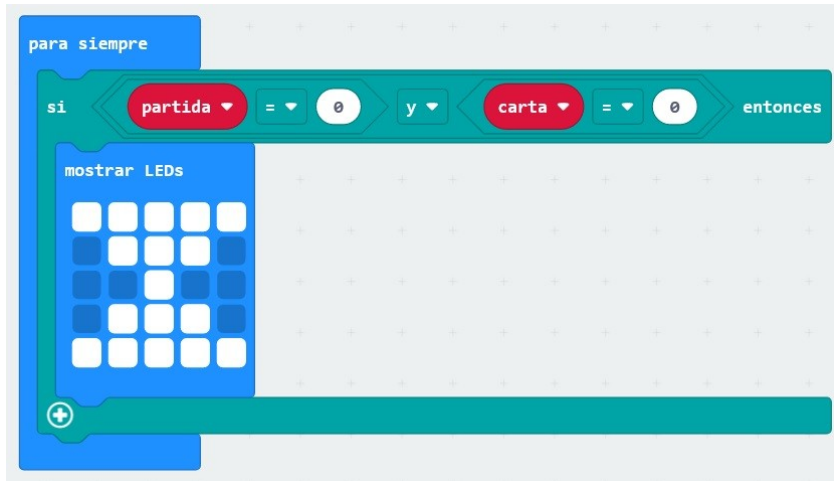 para siempre
si partida = 0 y carta = 0 entonces
mostrar LEDs